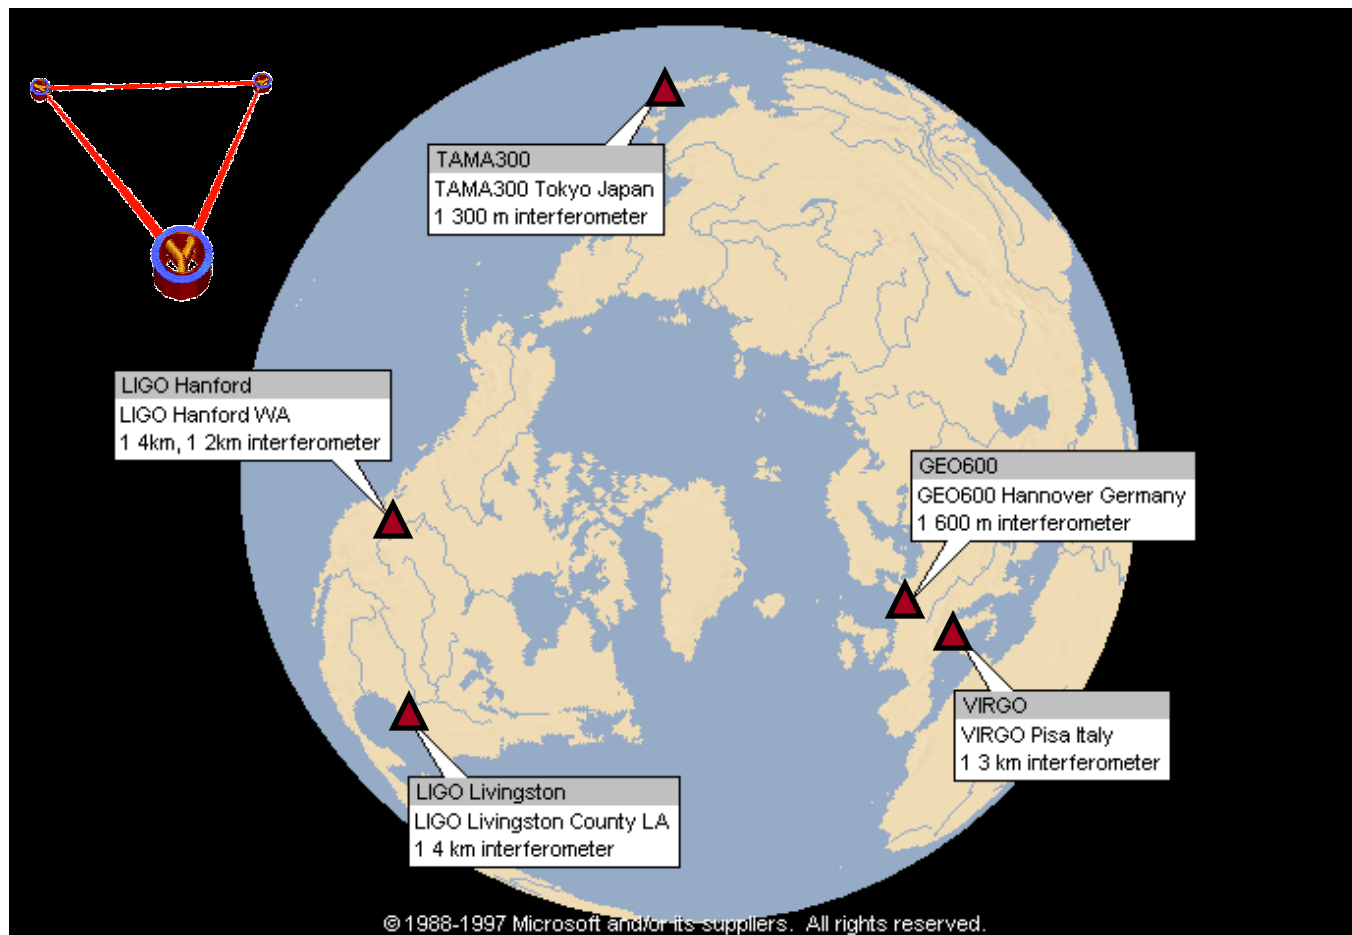 TAMA300
TAMA300 Tokyo Japan
1 300 m interferometer
LIGO Hanford
LIGO Hanford WA
1 4km, 1 2km interferometer
GEO600
GEO600 Hannover Germany
1 600 m interferometer
VIRGO
VIRGO Pisa Italy
1 3 km interferometer
LIGO Livingston
LIGO Livingston County LA
1 4 km interferometer
© 1988-1997 Microsoft and/or its suppliers. All rights reserved.